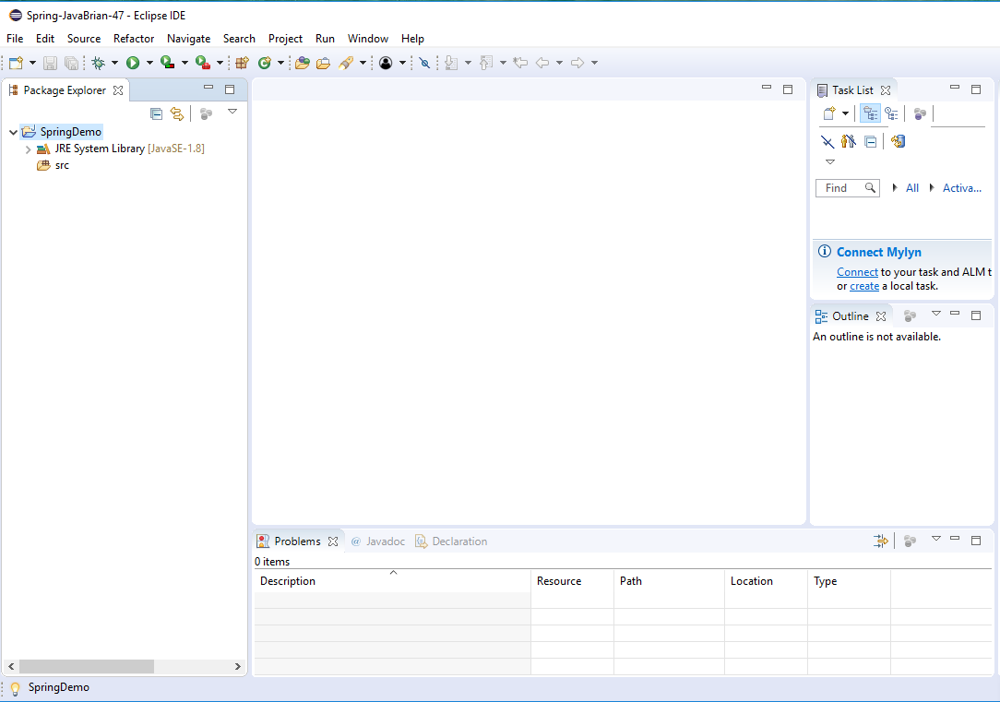 Spring-JavaBrian-47 - Eclipse IDE
File Edit Source Refactor Navigate Search Project Run Window Help
Package Explorer
SpringDemo
JRE System Library [JavaSE-1.8]
src
Task List
Find All Activa...
Connect Mylyn
Connect to your task and ALM t
or create a local task.
Outline
An outline is not available.
Problems @ Javadoc Declaration
0 items
Description Resource Path Location Type
SpringDemo